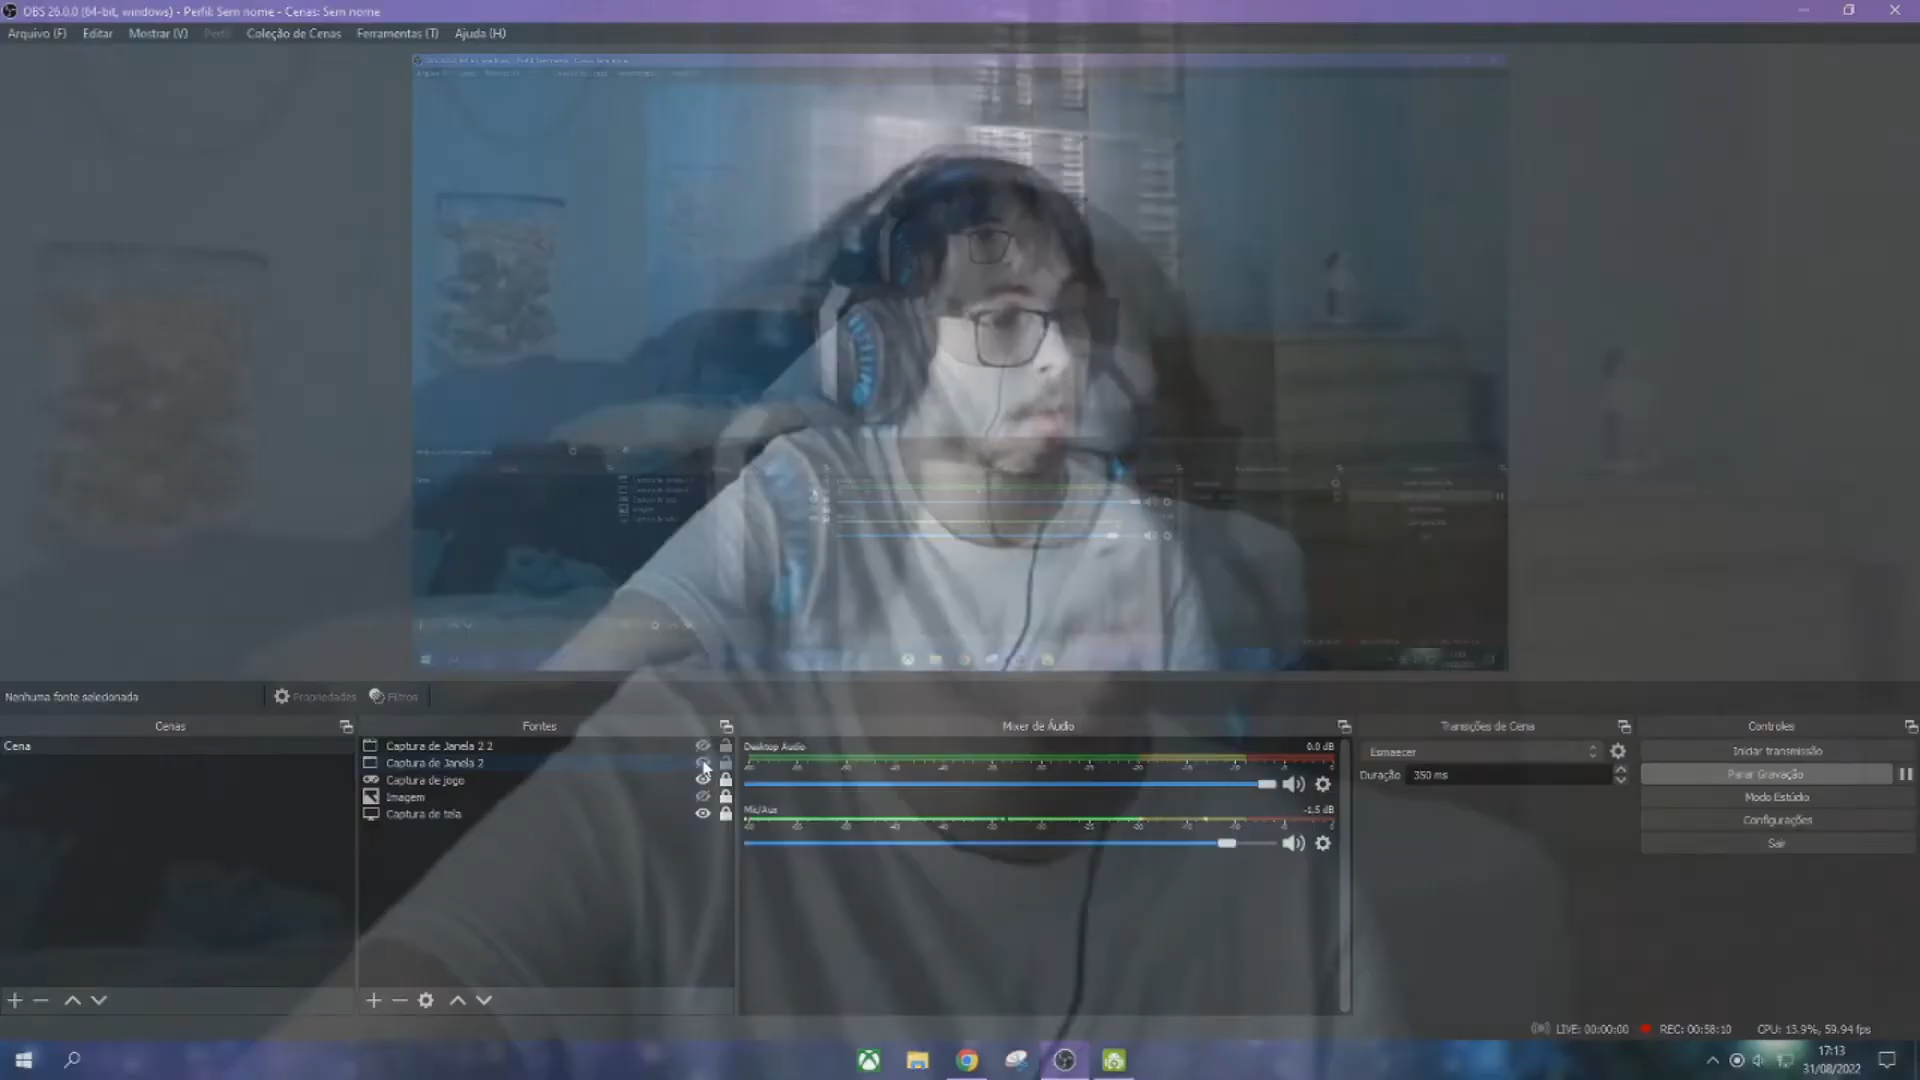 OBS 26.0.0 (64-bit, windows) - Perfil: Sem nome - Cenas: Sem nome
Arquivo (F) Editar Mostrar (V) Perfil Coleção de Cenas Ferramentas (T) Ajuda (H)
Nenhuma fonte selecionada Propriedades Filtros
Cenas Fontes Mixer de Áudio Transições de Cena Controles
Cena
Captura de Janela 2 2
Captura de Janela 2
Captura de jogo
Imagem
Captura de tela
Desktop Audio 0.0 dB
Mic/Aux -1.5 dB
Esmaecer
Duração 350 ms
Iniciar transmissão
Parar Gravação
Modo Estúdio
Configurações
Sair
LIVE: 00:00:00 REC: 00:58:10 CPU: 13.9%, 59.94 fps
17:13
31/08/2022